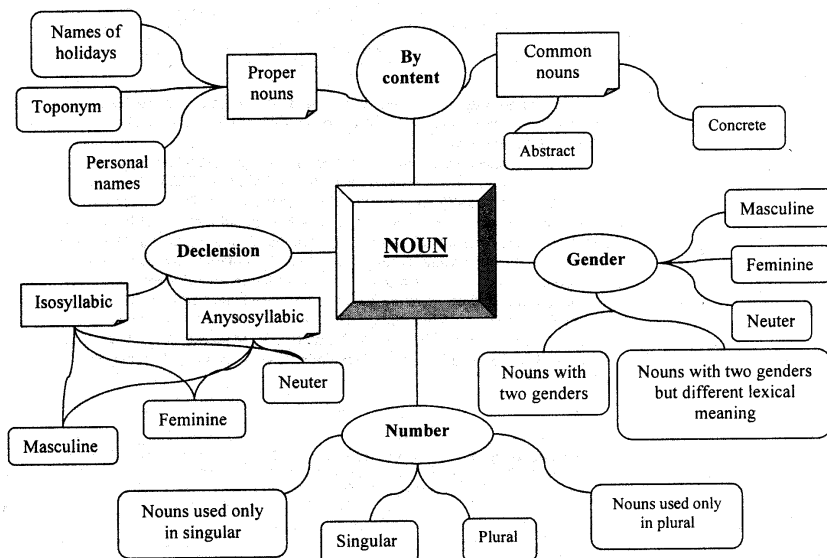 Names of
holidays
Toponym
Personal
names
Proper
nouns
By
content
Common
nouns
Abstract
Concrete
NOUN
Declension
Isosyllabic
Anysosyllabic
Masculine
Feminine
Neuter
Gender
Masculine
Feminine
Neuter
Nouns with
two genders
Nouns with two genders
but different lexical
meaning
Number
Nouns used only
in singular
Singular
Plural
Nouns used only
in plural